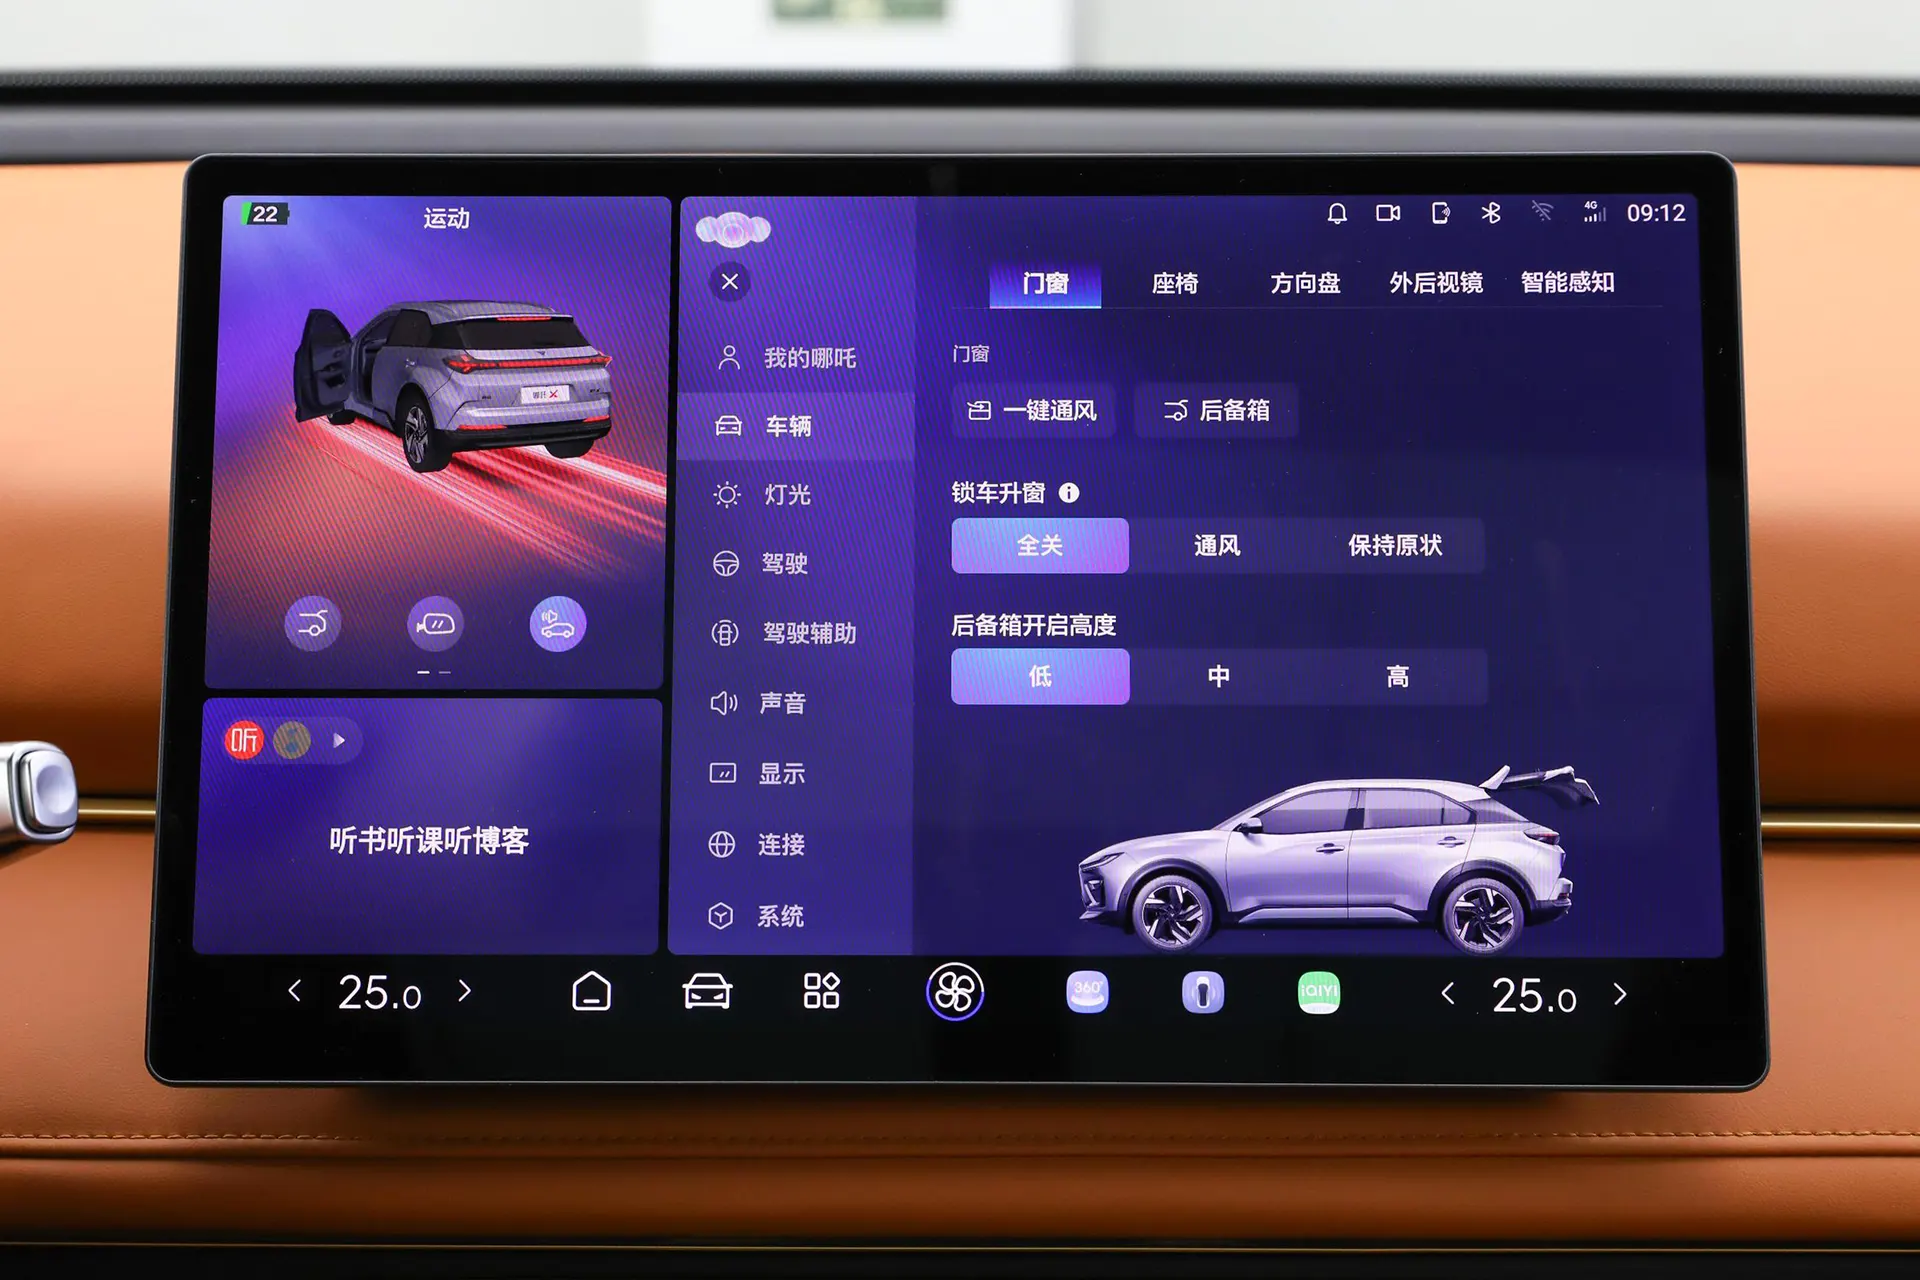 22
运动
4G
09:12
门窗
座椅
方向盘
外后视镜
智能感知
我的哪吒
车辆
灯光
驾驶
驾驶辅助
声音
显示
连接
系统
门窗
一键通风
后备箱
锁车升窗
全关
通风
保持原状
后备箱开启高度
低
中
高
听
听书听课听博客
25.0
360°
iQIYI
25.0